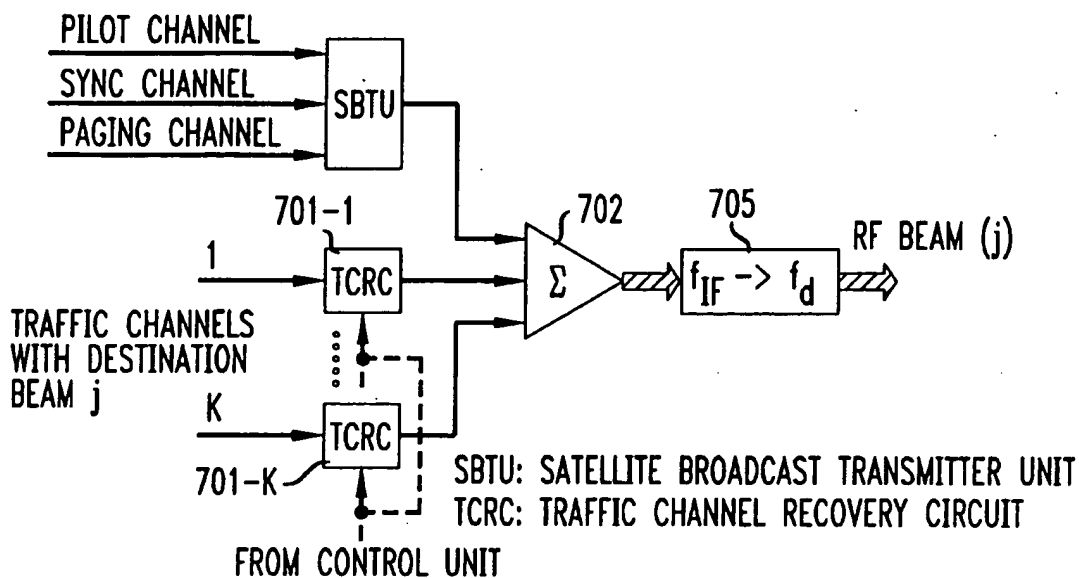 PILOT CHANNEL
SYNC CHANNEL
PAGING CHANNEL
SBTU
701-1
1
TCRC
702
Σ
705
f_IF -> f_d
RF BEAM (j)
TRAFFIC CHANNELS
WITH DESTINATION
BEAM j
K
TCRC
701-K
SBTU: SATELLITE BROADCAST TRANSMITTER UNIT
TCRC: TRAFFIC CHANNEL RECOVERY CIRCUIT
FROM CONTROL UNIT